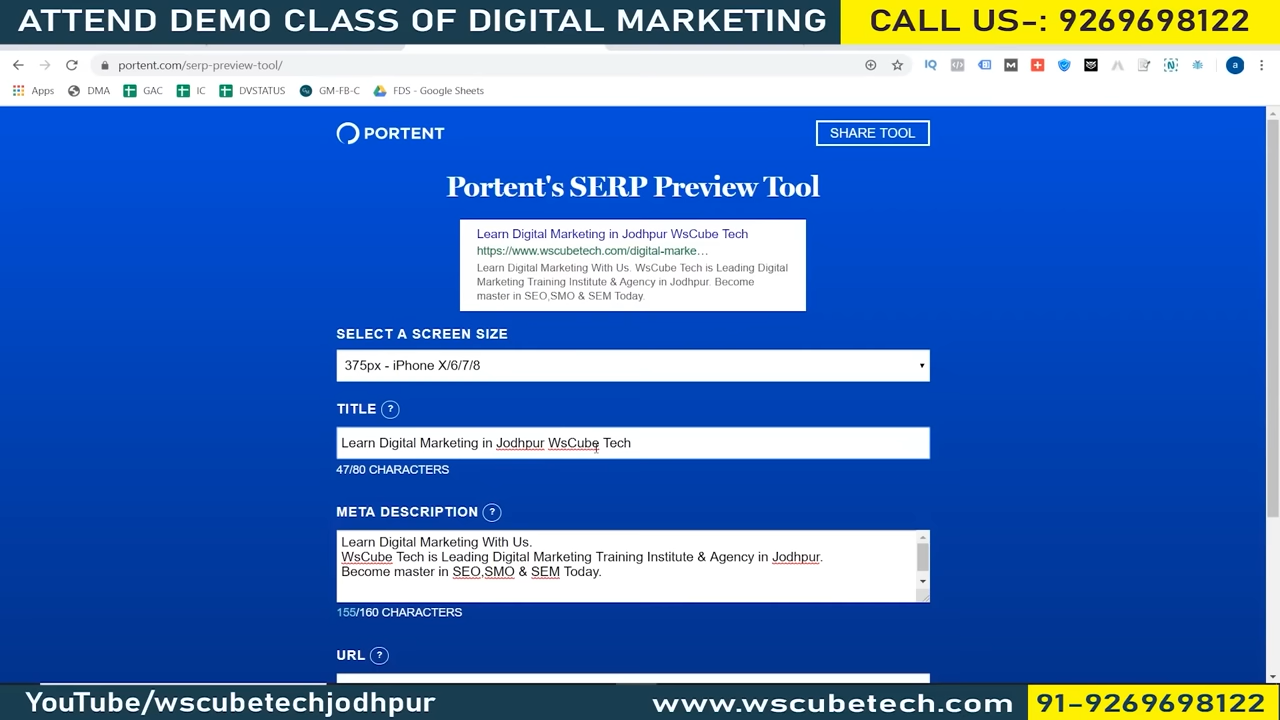 ATTEND DEMO CLASS OF DIGITAL MARKETING
CALL US-: 9269698122
portent.com/serp-preview-tool/
Apps
DMA
GAC
IC
DVSTATUS
GM-FB-C
FDS - Google Sheets
PORTENT
SHARE TOOL
Portent's SERP Preview Tool
Learn Digital Marketing in Jodhpur WsCube Tech
https://www.wscubetech.com/digital-marke...
Learn Digital Marketing With Us. WsCube Tech is Leading Digital
Marketing Training Institute & Agency in Jodhpur. Become
master in SEO,SMO & SEM Today.
SELECT A SCREEN SIZE
375px - iPhone X/6/7/8
TITLE ?
Learn Digital Marketing in Jodhpur WsCube Tech
47/80 CHARACTERS
META DESCRIPTION ?
Learn Digital Marketing With Us.
WsCube Tech is Leading Digital Marketing Training Institute & Agency in Jodhpur.
Become master in SEO,SMO & SEM Today.
155/160 CHARACTERS
URL ?
YouTube/wscubetechjodhpur
www.wscubetech.com
91-9269698122